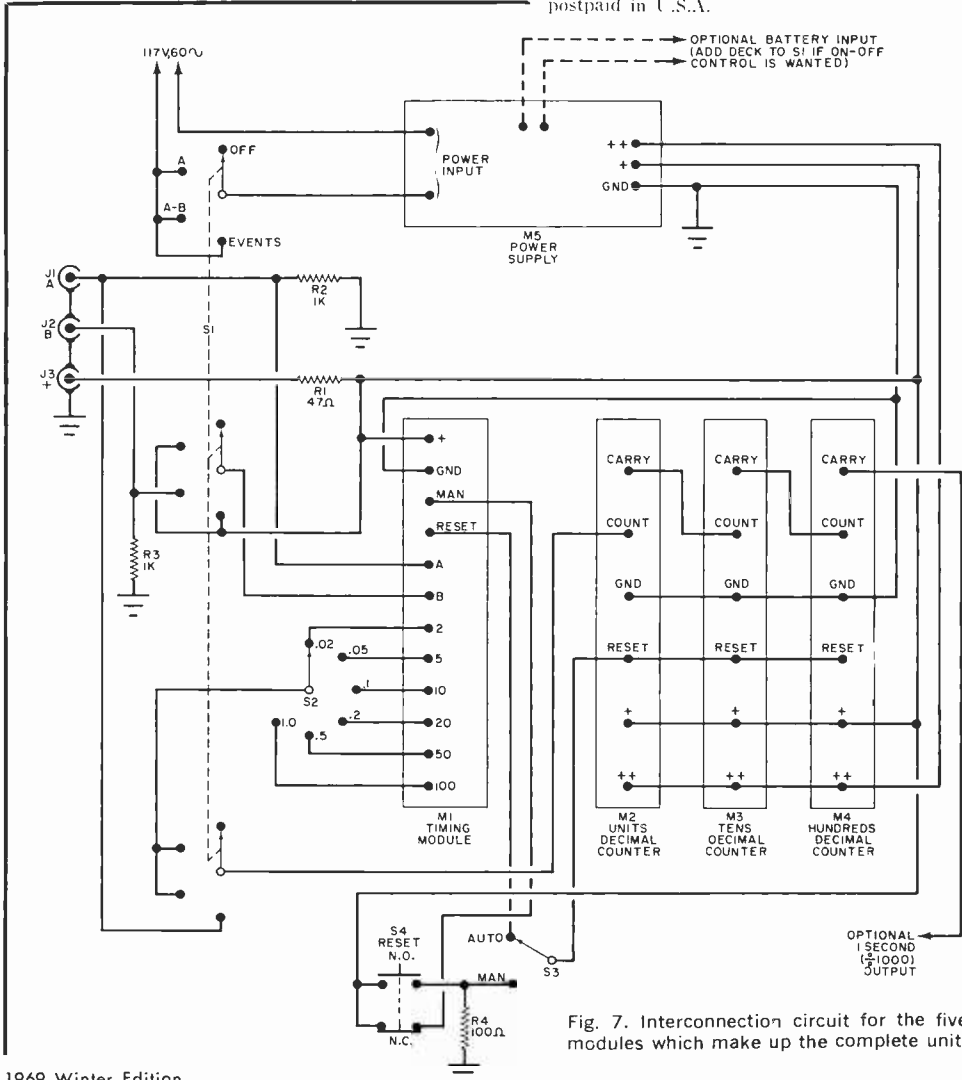 postpaid in U.S.A.
117V,60∿
OPTIONAL BATTERY INPUT
(ADD DECK TO S1 IF ON-OFF
CONTROL IS WANTED)
A
OFF
A-B
EVENTS
POWER
INPUT
++
+
GND
M5
POWER
SUPPLY
J1
A
R2
1K
J2
B
S1
J3
+
R1
47Ω
R3
1K
+
GND
MAN
RESET
A
B
2
5
10
20
50
100
.02
.05
.1
.2
.5
1.0
S2
M1
TIMING
MODULE
CARRY
CARRY
CARRY
COUNT
COUNT
COUNT
GND
GND
GND
RESET
RESET
RESET
+
+
+
++
++
++
M2
UNITS
DECIMAL
COUNTER
M3
TENS
DECIMAL
COUNTER
M4
HUNDREDS
DECIMAL
COUNTER
S4
RESET
N.O.
AUTO
S3
MAN
N.C.
R4
100Ω
OPTIONAL
1 SECOND
(÷1000)
OUTPUT
Fig. 7. Interconnection circuit for the five
modules which make up the complete unit
1969 Winter Edition